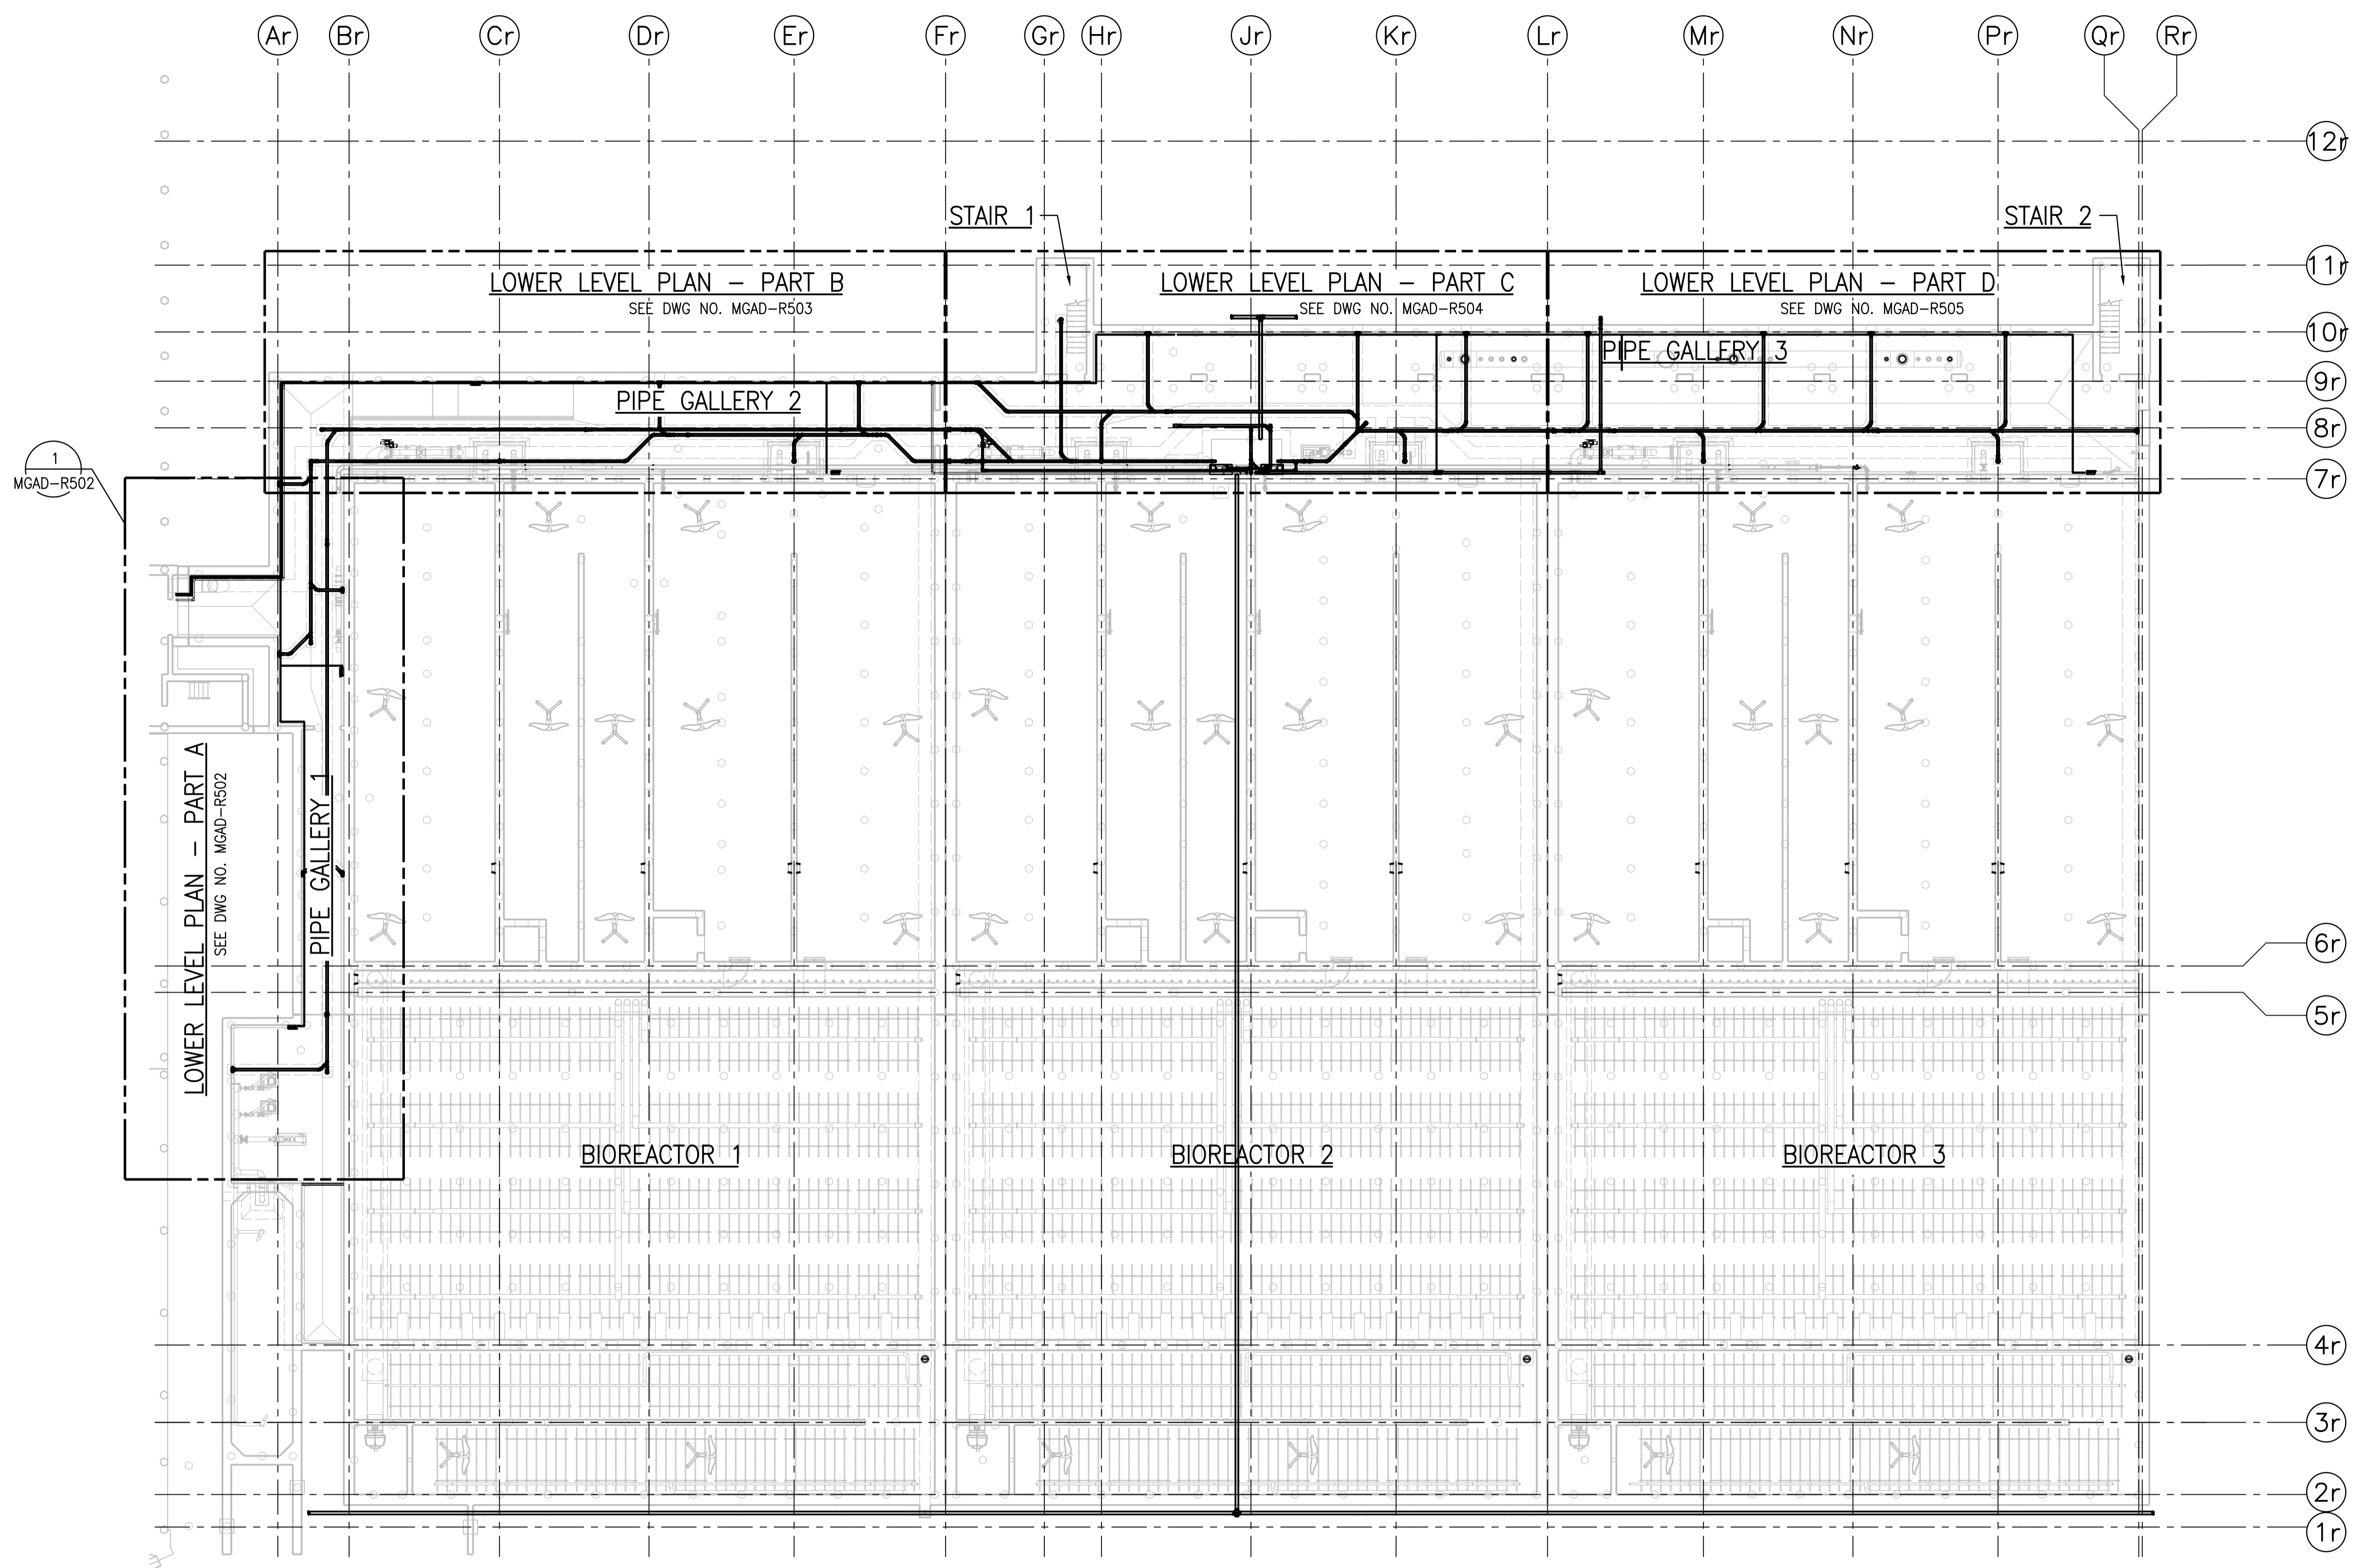 Ar Br Cr Dr Er Fr Gr Hr Jr Kr Lr Mr Nr Pr Qr Rr
12r
STAIR 1
STAIR 2
11r
LOWER LEVEL PLAN – PART B
SEE DWG NO. MGAD–R503
LOWER LEVEL PLAN – PART C
SEE DWG NO. MGAD–R504
LOWER LEVEL PLAN – PART D
SEE DWG NO. MGAD–R505
10r
PIPE GALLERY 3
9r
PIPE GALLERY 2
8r
1
MGAD–R502
7r
LOWER LEVEL PLAN – PART A
SEE DWG NO. MGAD–R502
PIPE GALLERY 1
6r
5r
BIOREACTOR 1
BIOREACTOR 2
BIOREACTOR 3
4r
3r
2r
1r